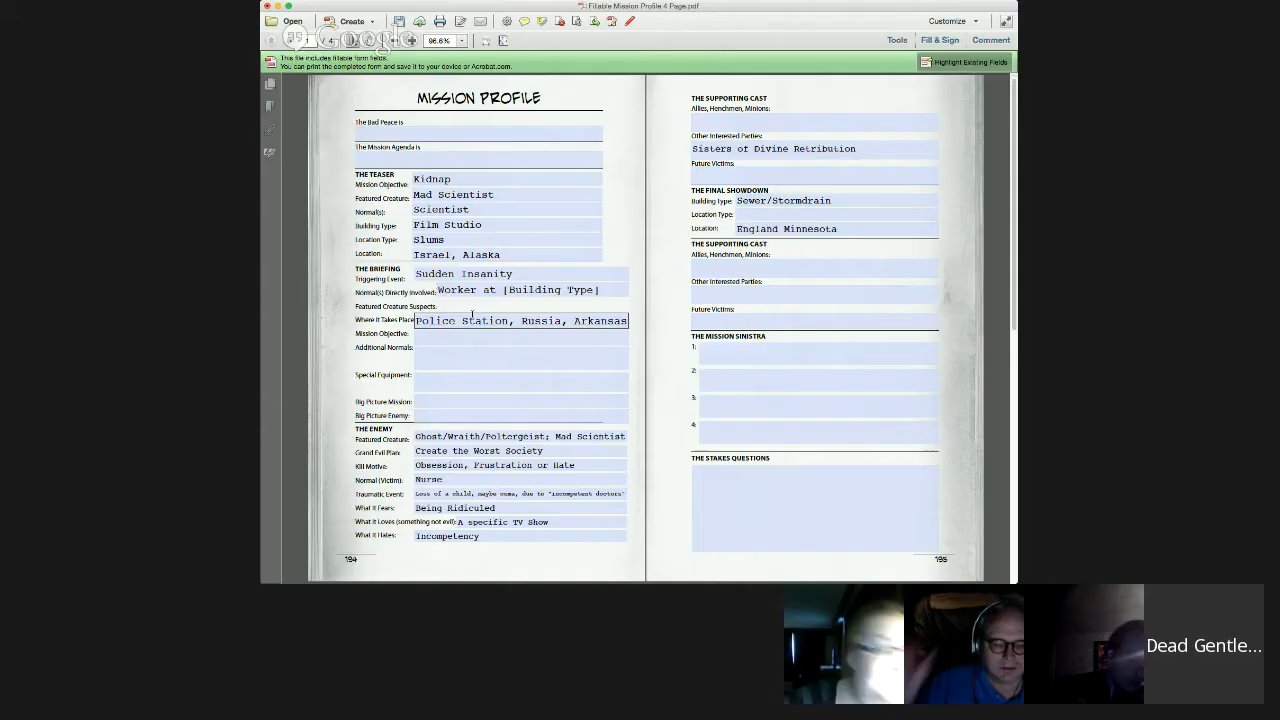 Fillable Mission Profile 4 Page.pdf
Open
Create
Customize
Google
1
/ 4
96.6%
Tools
Fill & Sign
Comment
This file includes fillable form fields.
You can print the completed form and save it to your device or Acrobat.com.
Highlight Existing Fields
MISSION PROFILE
The Bad Peace is
The Mission Agenda is
THE TEASER
Mission Objective: Kidnap
Featured Creature: Mad Scientist
Normal(s): Scientist
Building Type: Film Studio
Location Type: Slums
Location: Israel, Alaska
THE BRIEFING
Triggering Event: Sudden Insanity
Normal(s) Directly Involved: Worker at [Building Type]
Featured Creature Suspects:
Where It Takes Place Police Station, Russia, Arkansas
Mission Objective:
Additional Normals:
Special Equipment:
Big Picture Mission:
Big Picture Enemy:
THE ENEMY
Featured Creature: Ghost/Wraith/Poltergeist; Mad Scientist
Grand Evil Plan: Create the Worst Society
Kill Motive: Obsession, Frustration or Hate
Normal (Victim): Nurse
Traumatic Event: Loss of a child, maybe coma, due to "incompetent doctors"
What It Fears: Being Ridiculed
What It Loves (something not evil): A specific TV Show
What It Hates: Incompetency
194
THE SUPPORTING CAST
Allies, Henchmen, Minions:
Other Interested Parties:
Sisters of Divine Retribution
Future Victims:
THE FINAL SHOWDOWN
Building Type: Sewer/Stormdrain
Location Type:
Location: England Minnesota
THE SUPPORTING CAST
Allies, Henchmen, Minions:
Other Interested Parties:
Future Victims:
THE MISSION SINISTRA
1:
2:
3:
4:
THE STAKES QUESTIONS
195
Dead Gentle...